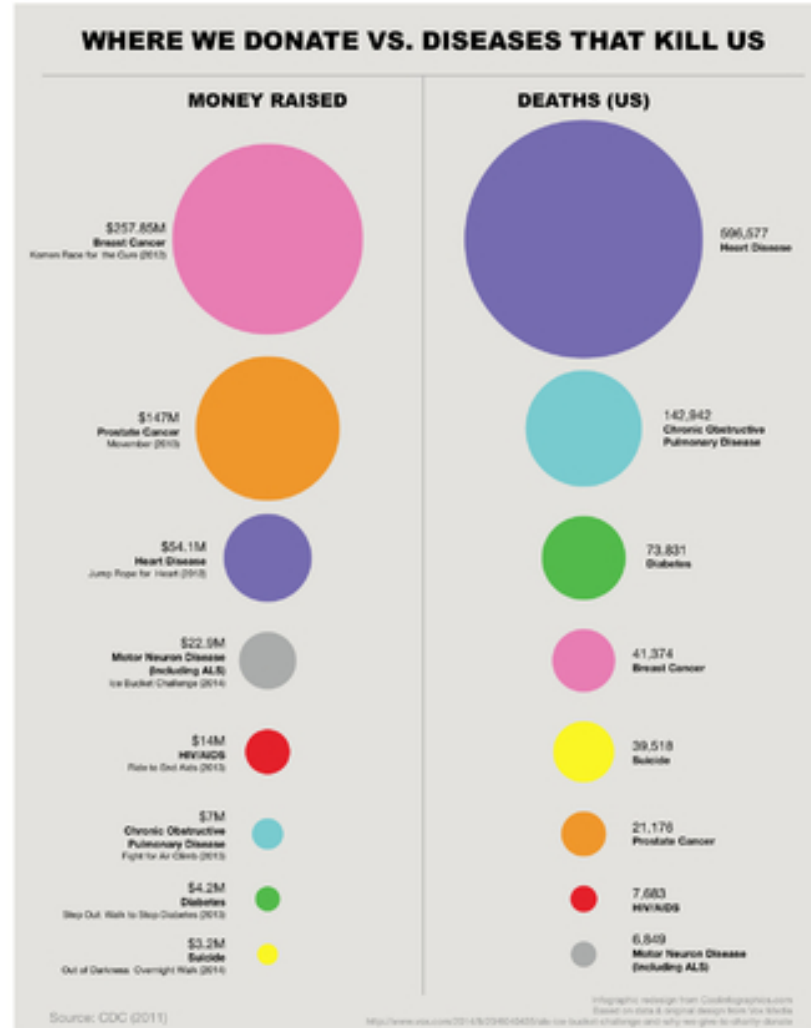 WHERE WE DONATE VS. DISEASES THAT KILL US
MONEY RAISED
$257.85M
Breast Cancer
Komen Race for the Cure (2012)
$147M
Prostate Cancer
Movember (2013)
$54.1M
Heart Disease
Jump Rope for Heart (2013)
$22.9M
Motor Neuron Disease
(Including ALS)
Ice Bucket Challenge (2014)
$14M
HIV/AIDS
Ride to End Aids (2013)
$7M
Chronic Obstructive
Pulmonary Disease
Fight for Air Climb (2013)
$4.2M
Diabetes
Step Out: Walk to Stop Diabetes (2013)
$3.2M
Suicide
Out of Darkness Overnight Walk (2014)
DEATHS (US)
596,577
Heart Disease
142,942
Chronic Obstructive
Pulmonary Disease
73,831
Diabetes
41,374
Breast Cancer
39,518
Suicide
21,176
Prostate Cancer
7,683
HIV/AIDS
6,849
Motor Neuron Disease
(Including ALS)
Source: CDC (2011)
Infographic redesign from CoolInfographics.com
Based on data & original design from Vox Media